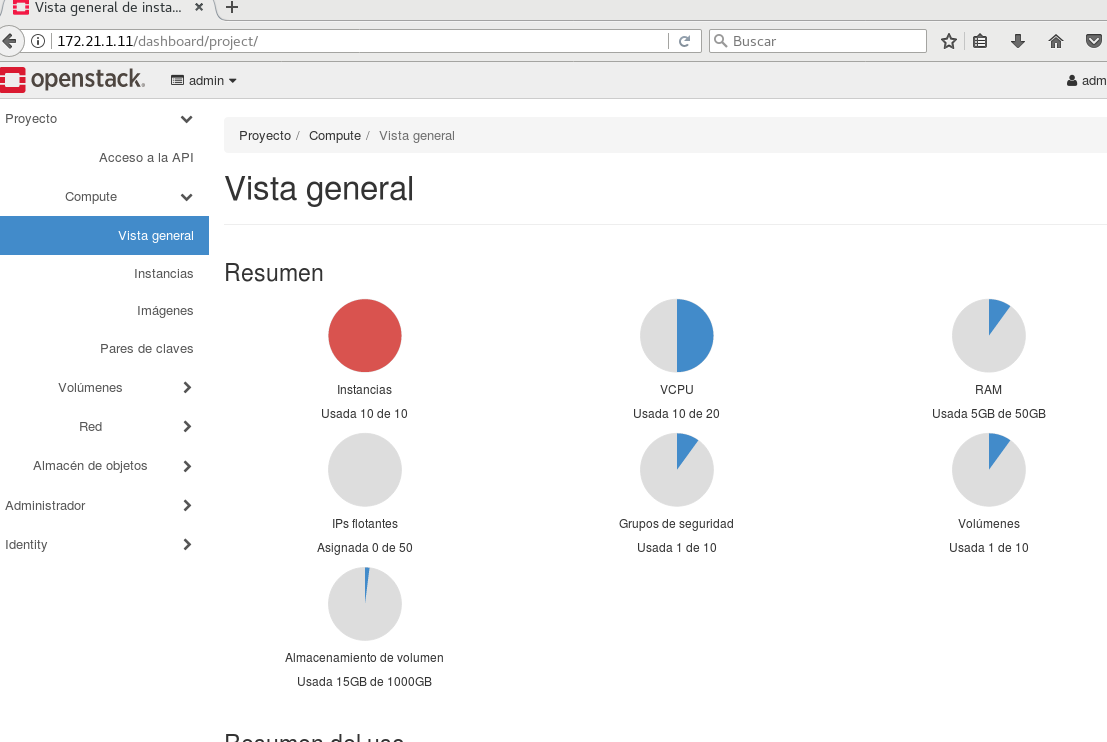 Vista general de insta...
172.21.1.11/dashboard/project/
Buscar
openstack.
admin
adm
Proyecto
Acceso a la API
Compute
Vista general
Instancias
Imágenes
Pares de claves
Volúmenes
Red
Almacén de objetos
Administrador
Identity
Proyecto / Compute / Vista general
Vista general
Resumen
Instancias
Usada 10 de 10
VCPU
Usada 10 de 20
RAM
Usada 5GB de 50GB
IPs flotantes
Asignada 0 de 50
Grupos de seguridad
Usada 1 de 10
Volúmenes
Usada 1 de 10
Almacenamiento de volumen
Usada 15GB de 1000GB
Resumen del uso